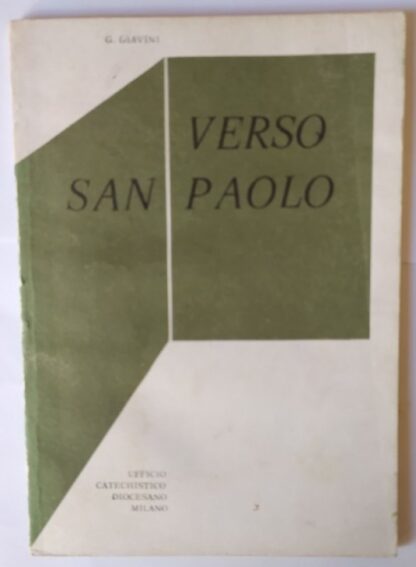 G. GIAVINI
VERSO
SAN PAOLO
UFFICIO
CATECHISTICO
DIOCESANO
MILANO